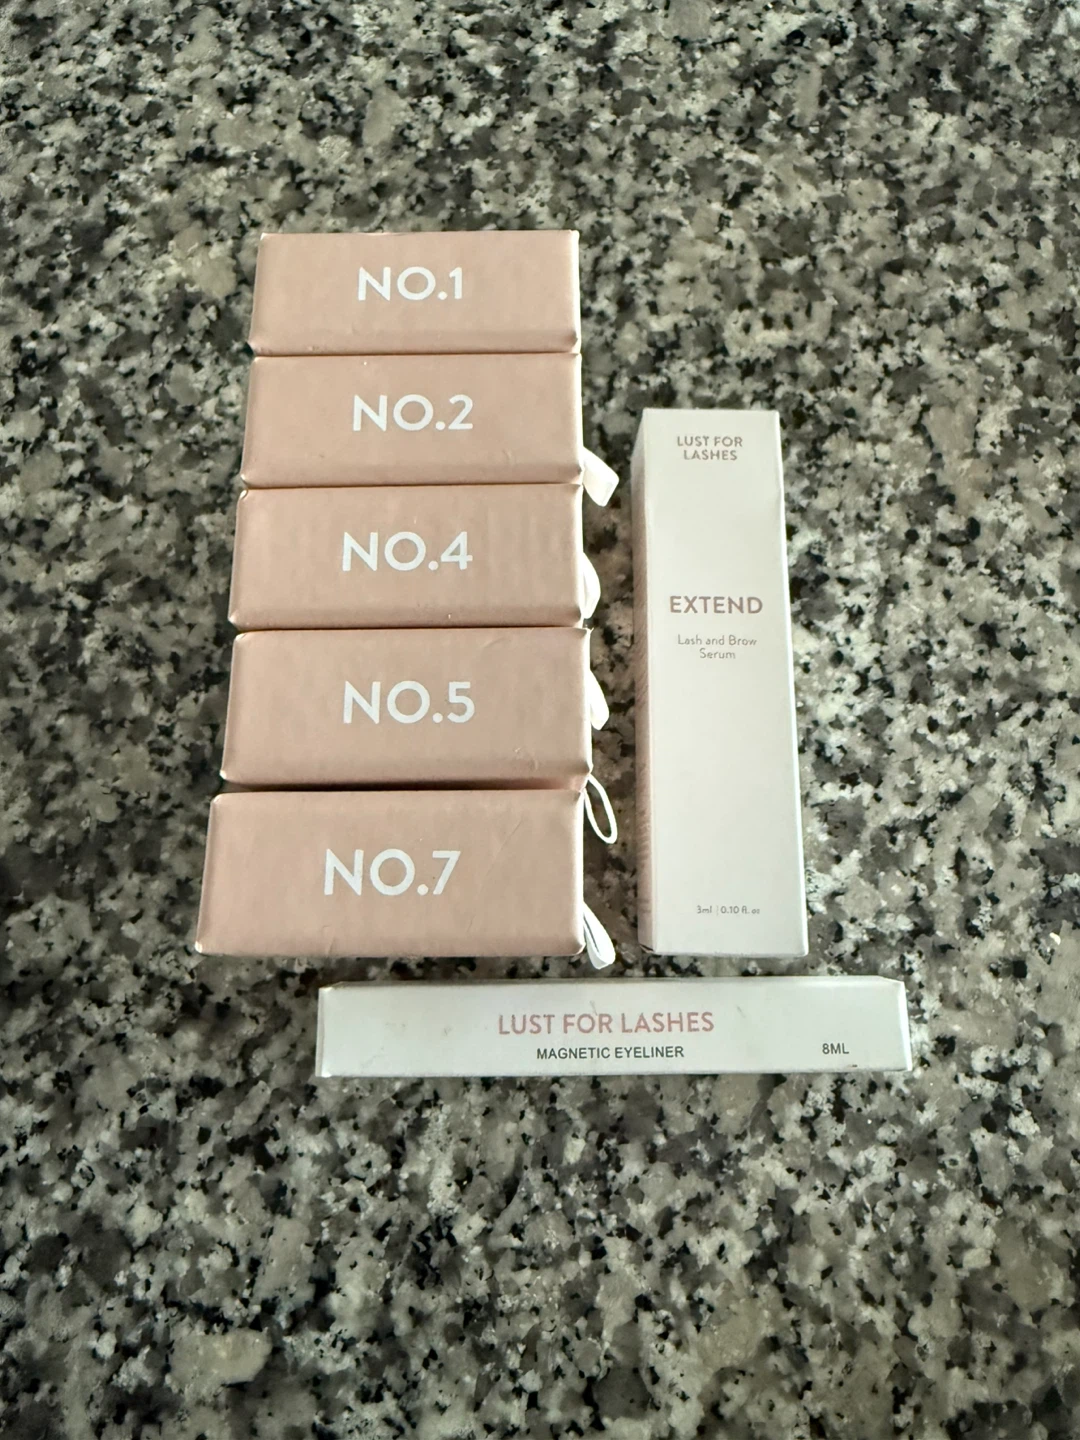 NO.1
NO.2
NO.4
NO.5
NO.7
LUST FOR
LASHES
EXTEND
Lash and Brow
Serum
3ml | 0.10 fl. oz
LUST FOR LASHES
MAGNETIC EYELINER
8ML